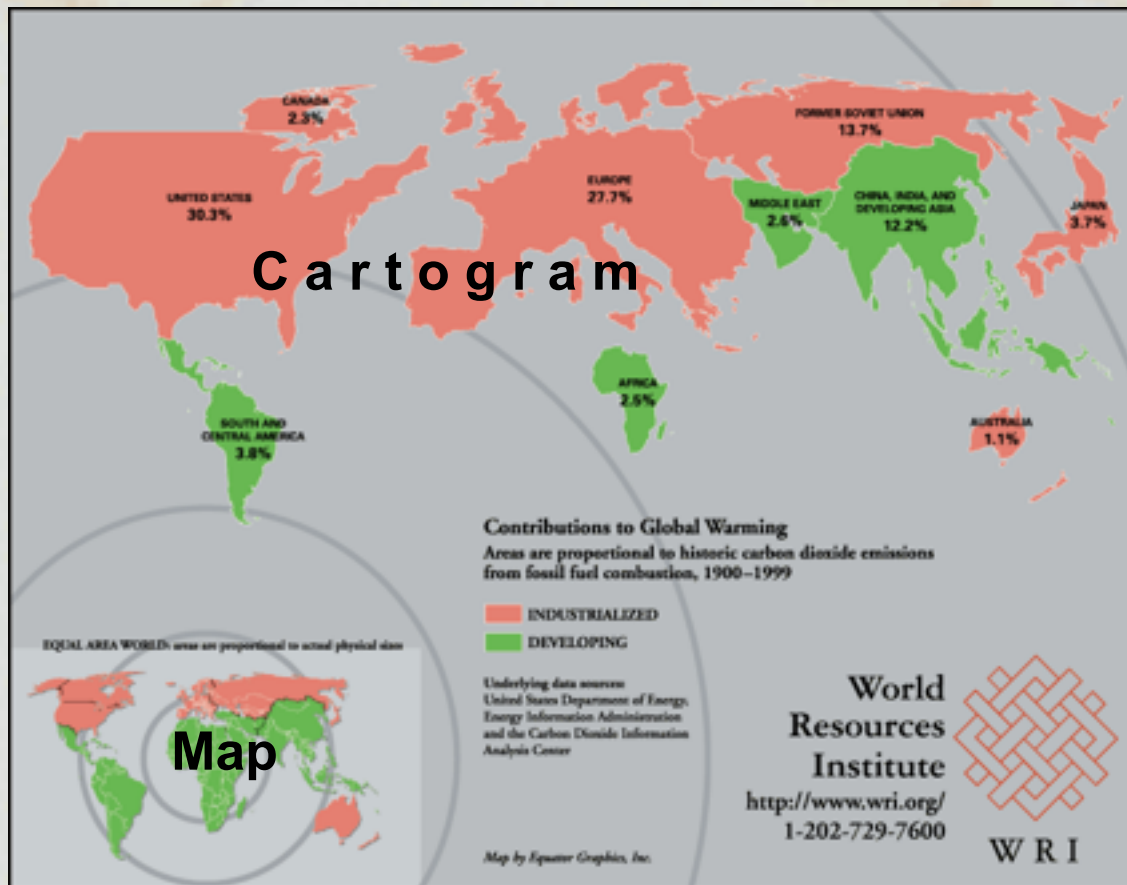 CANADA
2.3%
FORMER SOVIET UNION
13.7%
UNITED STATES
30.3%
EUROPE
27.7%
MIDDLE EAST
2.6%
CHINA, INDIA, AND
DEVELOPING ASIA
12.2%
JAPAN
3.7%
Cartogram
AFRICA
2.5%
SOUTH AND
CENTRAL AMERICA
3.8%
AUSTRALIA
1.1%
Contributions to Global Warming
Areas are proportional to historic carbon dioxide emissions
from fossil fuel combustion, 1900–1999
INDUSTRIALIZED
DEVELOPING
EQUAL AREA WORLD: areas are proportional to actual physical sizes
Map
Underlying data sources:
United States Department of Energy,
Energy Information Administration
and the Carbon Dioxide Information
Analysis Center
Map by Equator Graphics, Inc.
World
Resources
Institute
http://www.wri.org/
1-202-729-7600
WRI